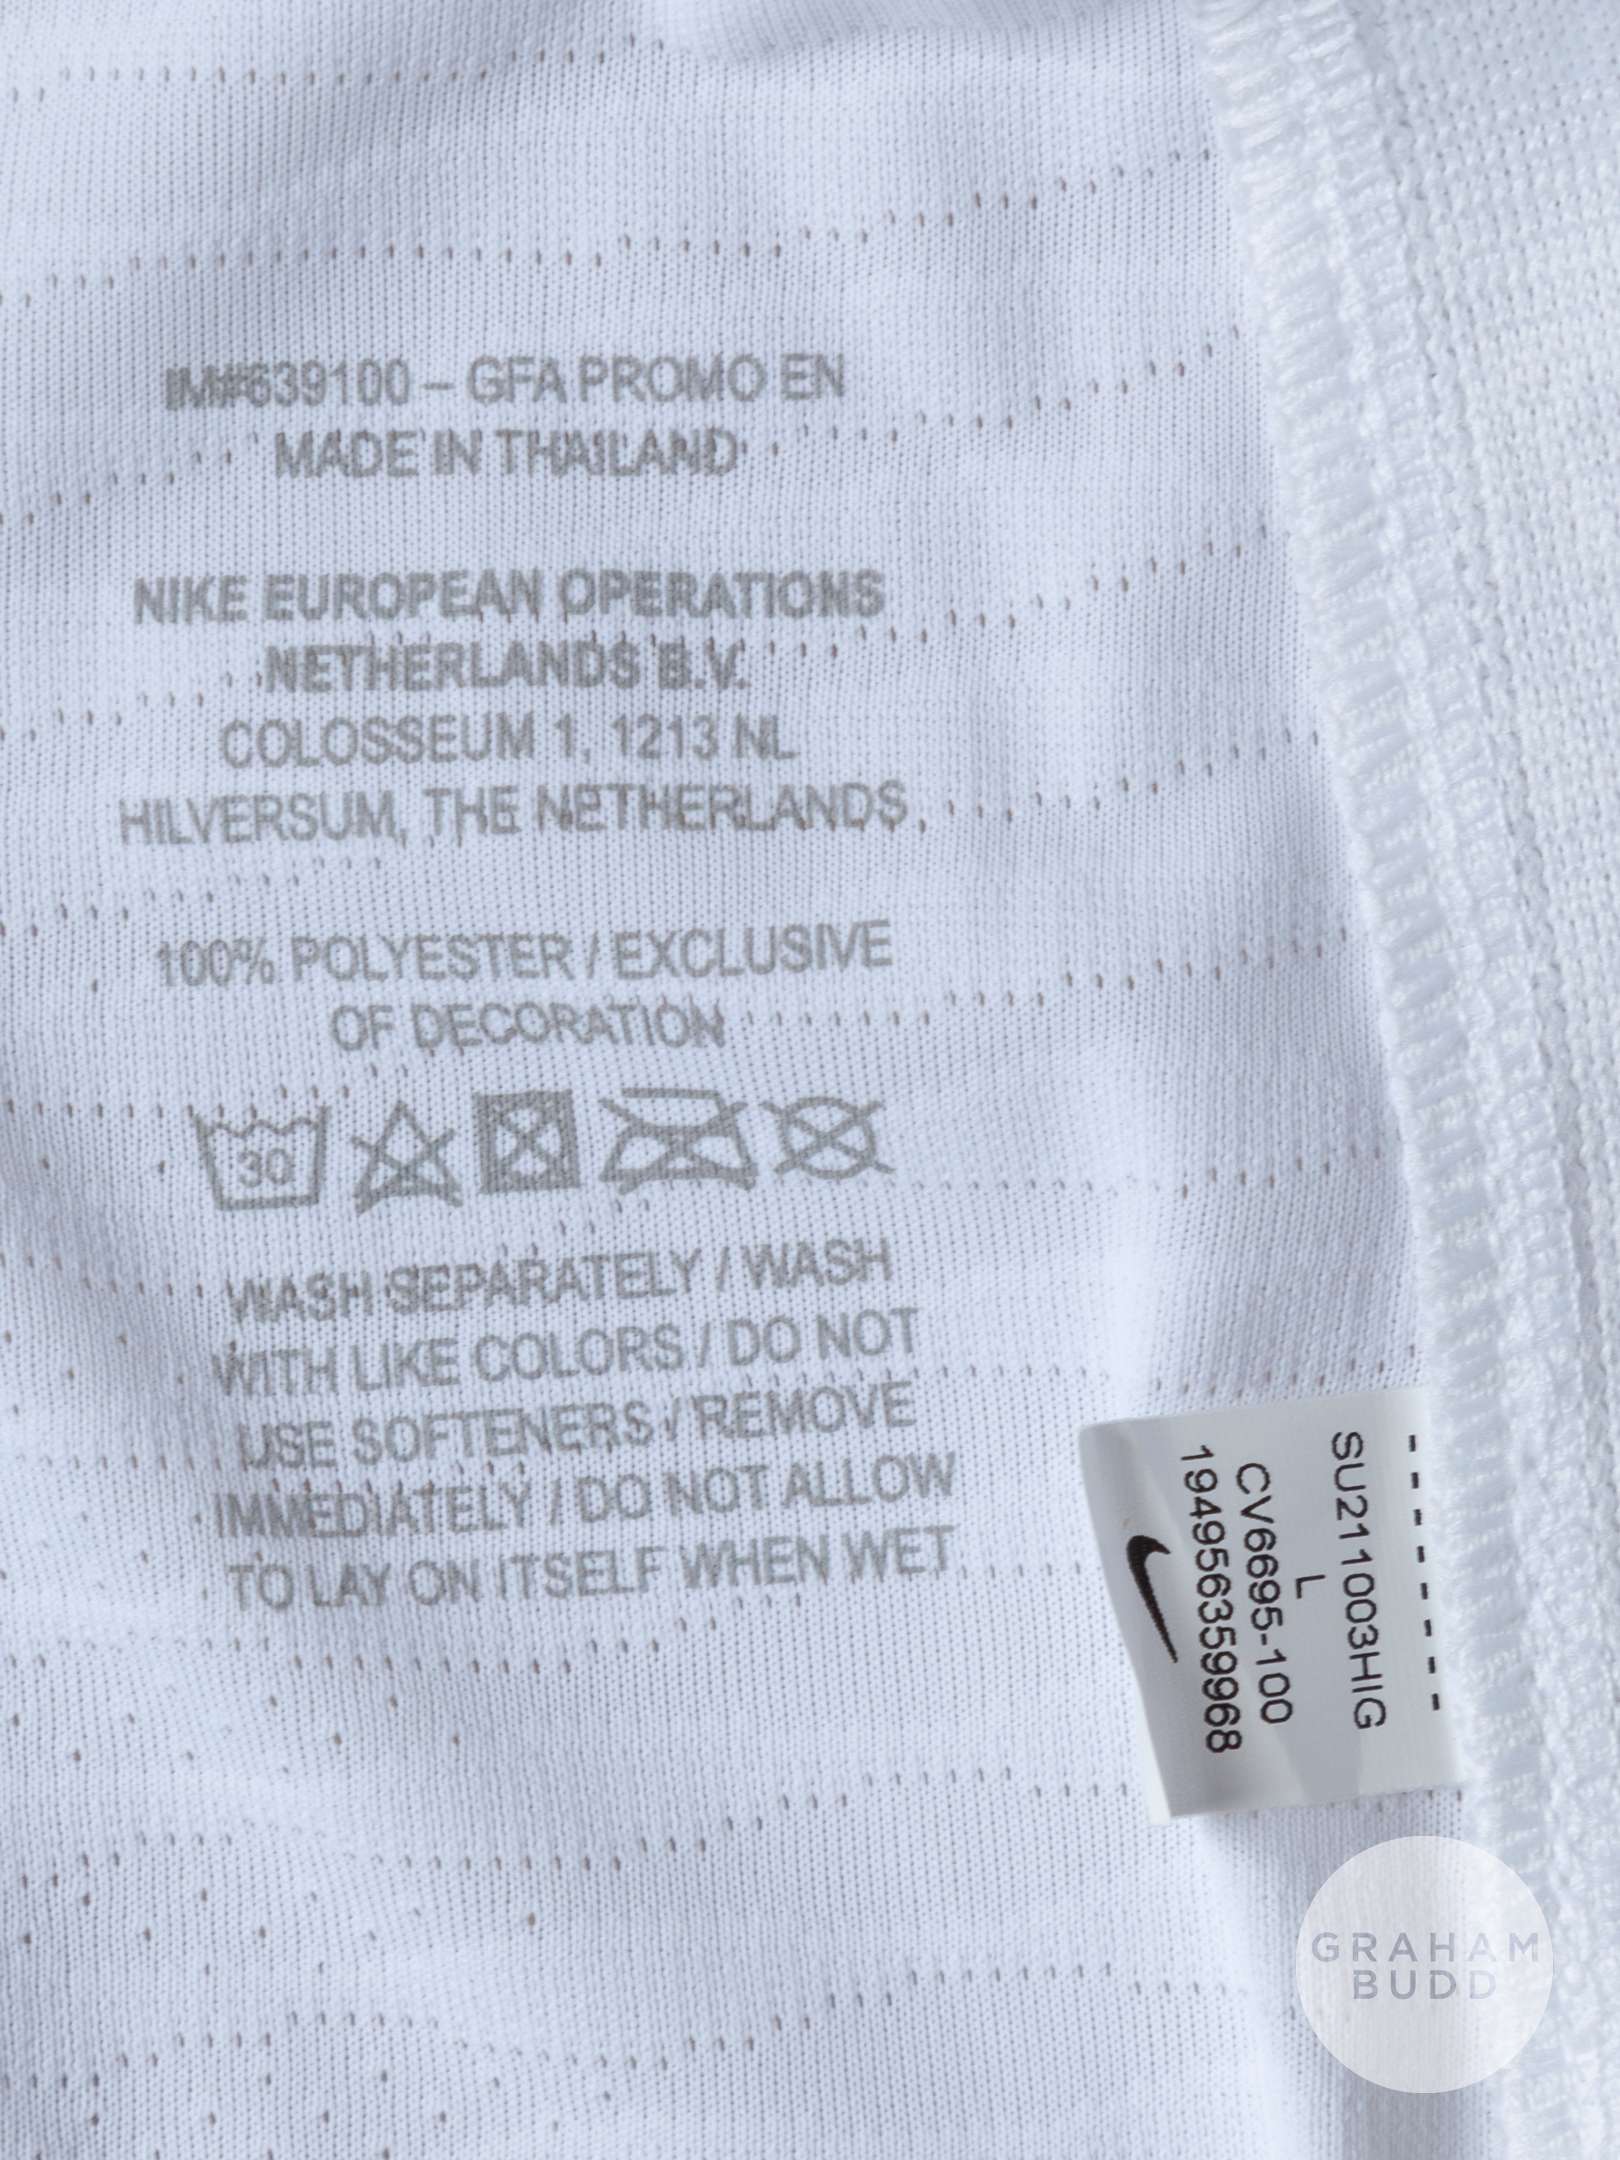 IM#639100 – GFA PROMO EN
MADE IN THAILAND
NIKE EUROPEAN OPERATIONS
NETHERLANDS B.V.
COLOSSEUM 1, 1213 NL
HILVERSUM, THE NETHERLANDS
100% POLYESTER / EXCLUSIVE
OF DECORATION
30
WASH SEPARATELY / WASH
WITH LIKE COLORS / DO NOT
USE SOFTENERS / REMOVE
IMMEDIATELY / DO NOT ALLOW
TO LAY ON ITSELF WHEN WET
SU211003HIG
L
CV6695-100
194956359968
GRAHAM
BUDD